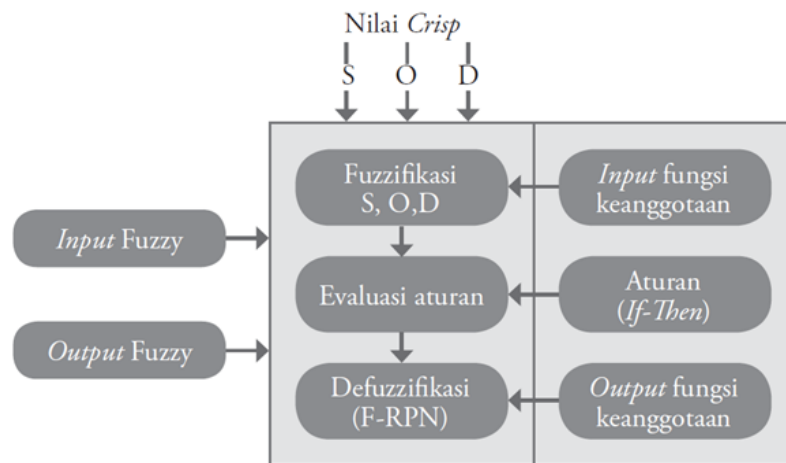 Nilai Crisp
S O D
Fuzzifikasi
S, O,D
Input fungsi
keanggotaan
Input Fuzzy
Evaluasi aturan
Aturan
(If-Then)
Output Fuzzy
Defuzzifikasi
(F-RPN)
Output fungsi
keanggotaan